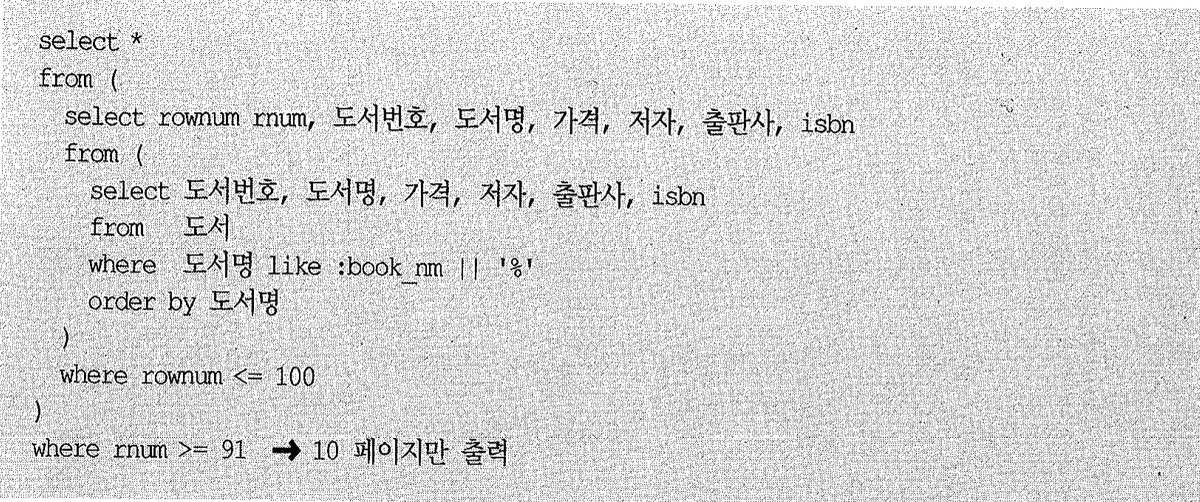 select *
from (
select rownum rnum, 도서번호, 도서명, 가격, 저자, 출판사, isbn
from (
select 도서번호, 도서명, 가격, 저자, 출판사, isbn
from 도서
where 도서명 like :book_nm || '%'
order by 도서명
)
where rownum <= 100
)
where rnum >= 91 → 10 페이지만 출력